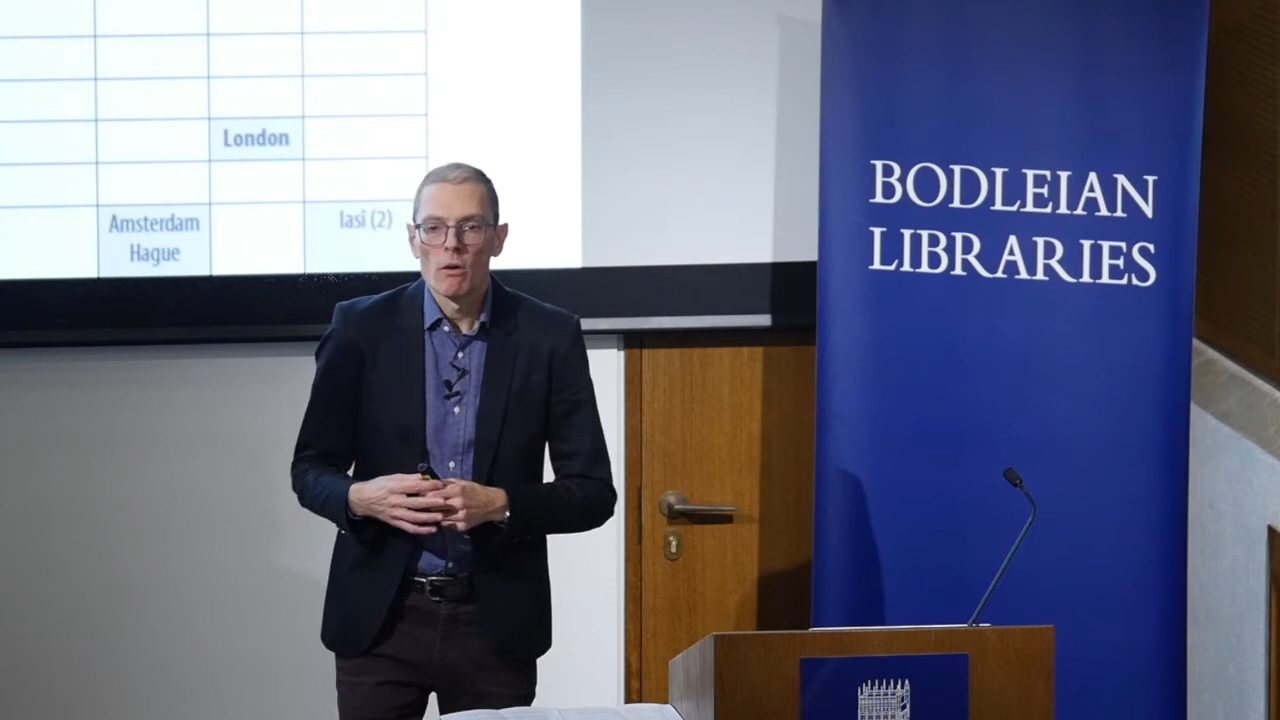 London
Amsterdam
Hague
Iasi (2)
BODLEIAN
LIBRARIES